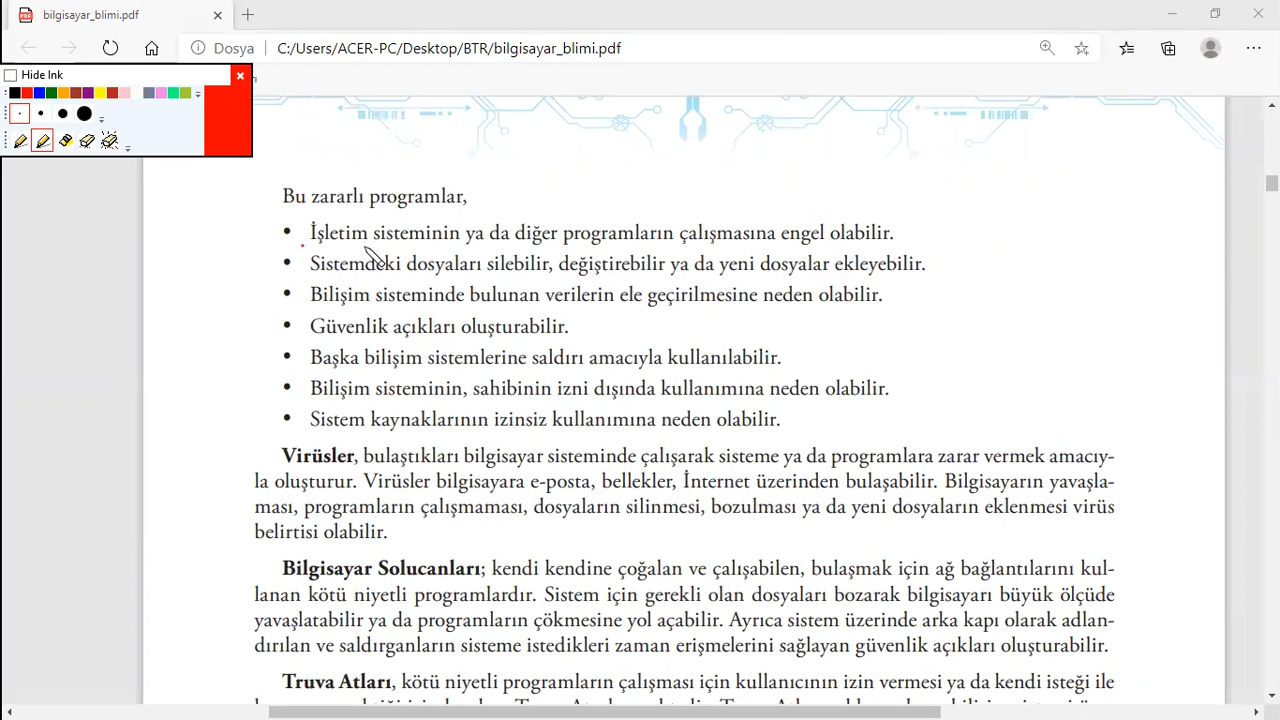 bilgisayar_blimi.pdf
Dosya
C:/Users/ACER-PC/Desktop/BTR/bilgisayar_blimi.pdf
Hide Ink
Bu zararlı programlar,
• İşletim sisteminin ya da diğer programların çalışmasına engel olabilir.
• Sistemdeki dosyaları silebilir, değiştirebilir ya da yeni dosyalar ekleyebilir.
• Bilişim sisteminde bulunan verilerin ele geçirilmesine neden olabilir.
• Güvenlik açıkları oluşturabilir.
• Başka bilişim sistemlerine saldırı amacıyla kullanılabilir.
• Bilişim sisteminin, sahibinin izni dışında kullanımına neden olabilir.
• Sistem kaynaklarının izinsiz kullanımına neden olabilir.
Virüsler, bulaştıkları bilgisayar sisteminde çalışarak sisteme ya da programlara zarar vermek amacıy-
la oluşturur. Virüsler bilgisayara e-posta, bellekler, İnternet üzerinden bulaşabilir. Bilgisayarın yavaşla-
ması, programların çalışmaması, dosyaların silinmesi, bozulması ya da yeni dosyaların eklenmesi virüs
belirtisi olabilir.
Bilgisayar Solucanları; kendi kendine çoğalan ve çalışabilen, bulaşmak için ağ bağlantılarını kul-
lanan kötü niyetli programlardır. Sistem için gerekli olan dosyaları bozarak bilgisayarı büyük ölçüde
yavaşlatabilir ya da programların çökmesine yol açabilir. Ayrıca sistem üzerinde arka kapı olarak adlan-
dırılan ve saldırganların sisteme istedikleri zaman erişmelerini sağlayan güvenlik açıkları oluşturabilir.
Truva Atları, kötü niyetli programların çalışması için kullanıcının izin vermesi ya da kendi isteği ile